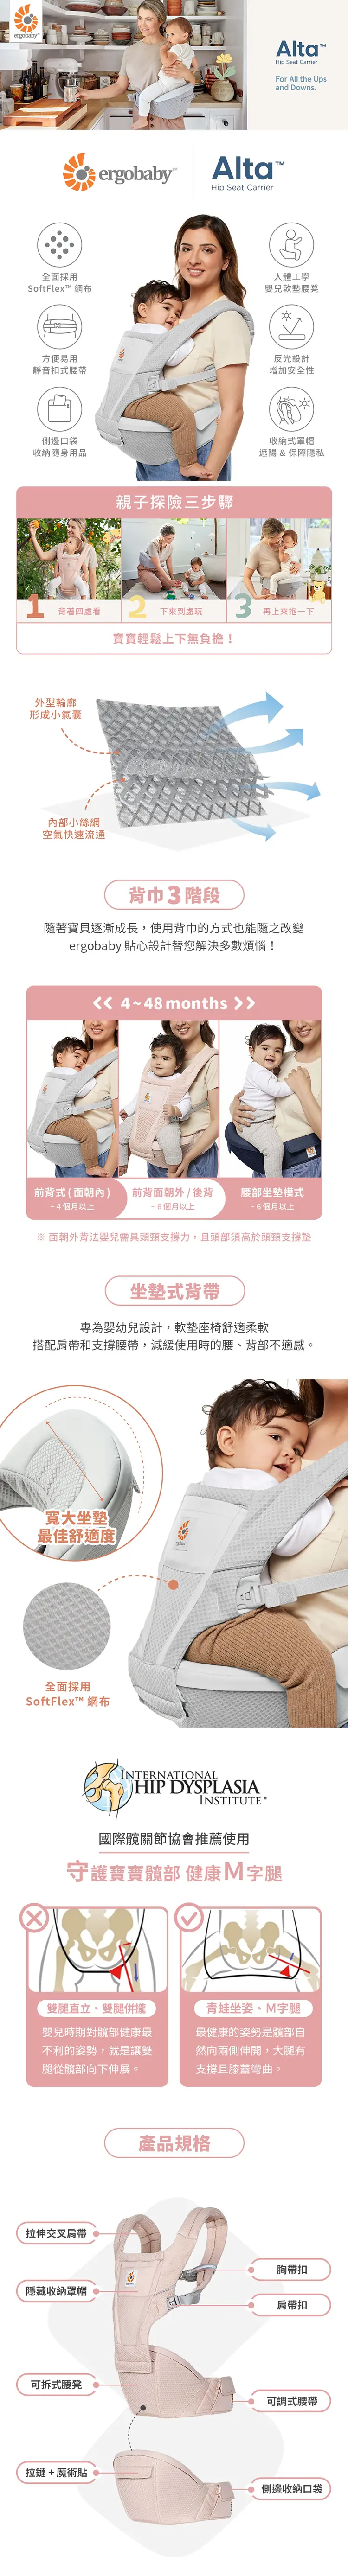 ergobaby
Alta™
Hip Seat Carrier
For All the Ups
and Downs.
ergobaby™
Alta™
Hip Seat Carrier
全面採用
SoftFlex™ 網布
人體工學
嬰兒軟墊腰凳
方便易用
靜音扣式腰帶
反光設計
增加安全性
側邊口袋
收納隨身用品
收納式罩帽
遮陽 & 保障隱私
親子探險三步驟
1 背著四處看
2 下來到處玩
3 再上來抱一下
寶寶輕鬆上下無負擔！
外型輪廓
形成小氣囊
內部小絲網
空氣快速流通
背巾3階段
隨著寶貝逐漸成長，使用背巾的方式也能隨之改變
ergobaby 貼心設計替您解決多數煩惱！
<< 4~48 months >>
前背式 ( 面朝內 )
~ 4 個月以上
前背面朝外 / 後背
~ 6 個月以上
腰部坐墊模式
~ 6 個月以上
※ 面朝外背法嬰兒需具頭頸支撐力，且頭部須高於頭頸支撐墊
坐墊式背帶
專為嬰幼兒設計，軟墊座椅舒適柔軟
搭配肩帶和支撐腰帶，減緩使用時的腰、背部不適感。
寬大坐墊
最佳舒適度
全面採用
SoftFlex™ 網布
INTERNATIONAL
HIP DYSPLASIA
INSTITUTE®
國際髖關節協會推薦使用
守護寶寶髖部 健康M字腿
雙腿直立、雙腿併攏
嬰兒時期對髖部健康最
不利的姿勢，就是讓雙
腿從髖部向下伸展。
青蛙坐姿、M字腿
最健康的姿勢是髖部自
然向兩側伸開，大腿有
支撐且膝蓋彎曲。
產品規格
拉伸交叉肩帶
胸帶扣
隱藏收納罩帽
肩帶扣
可拆式腰凳
可調式腰帶
拉鏈 + 魔術貼
側邊收納口袋